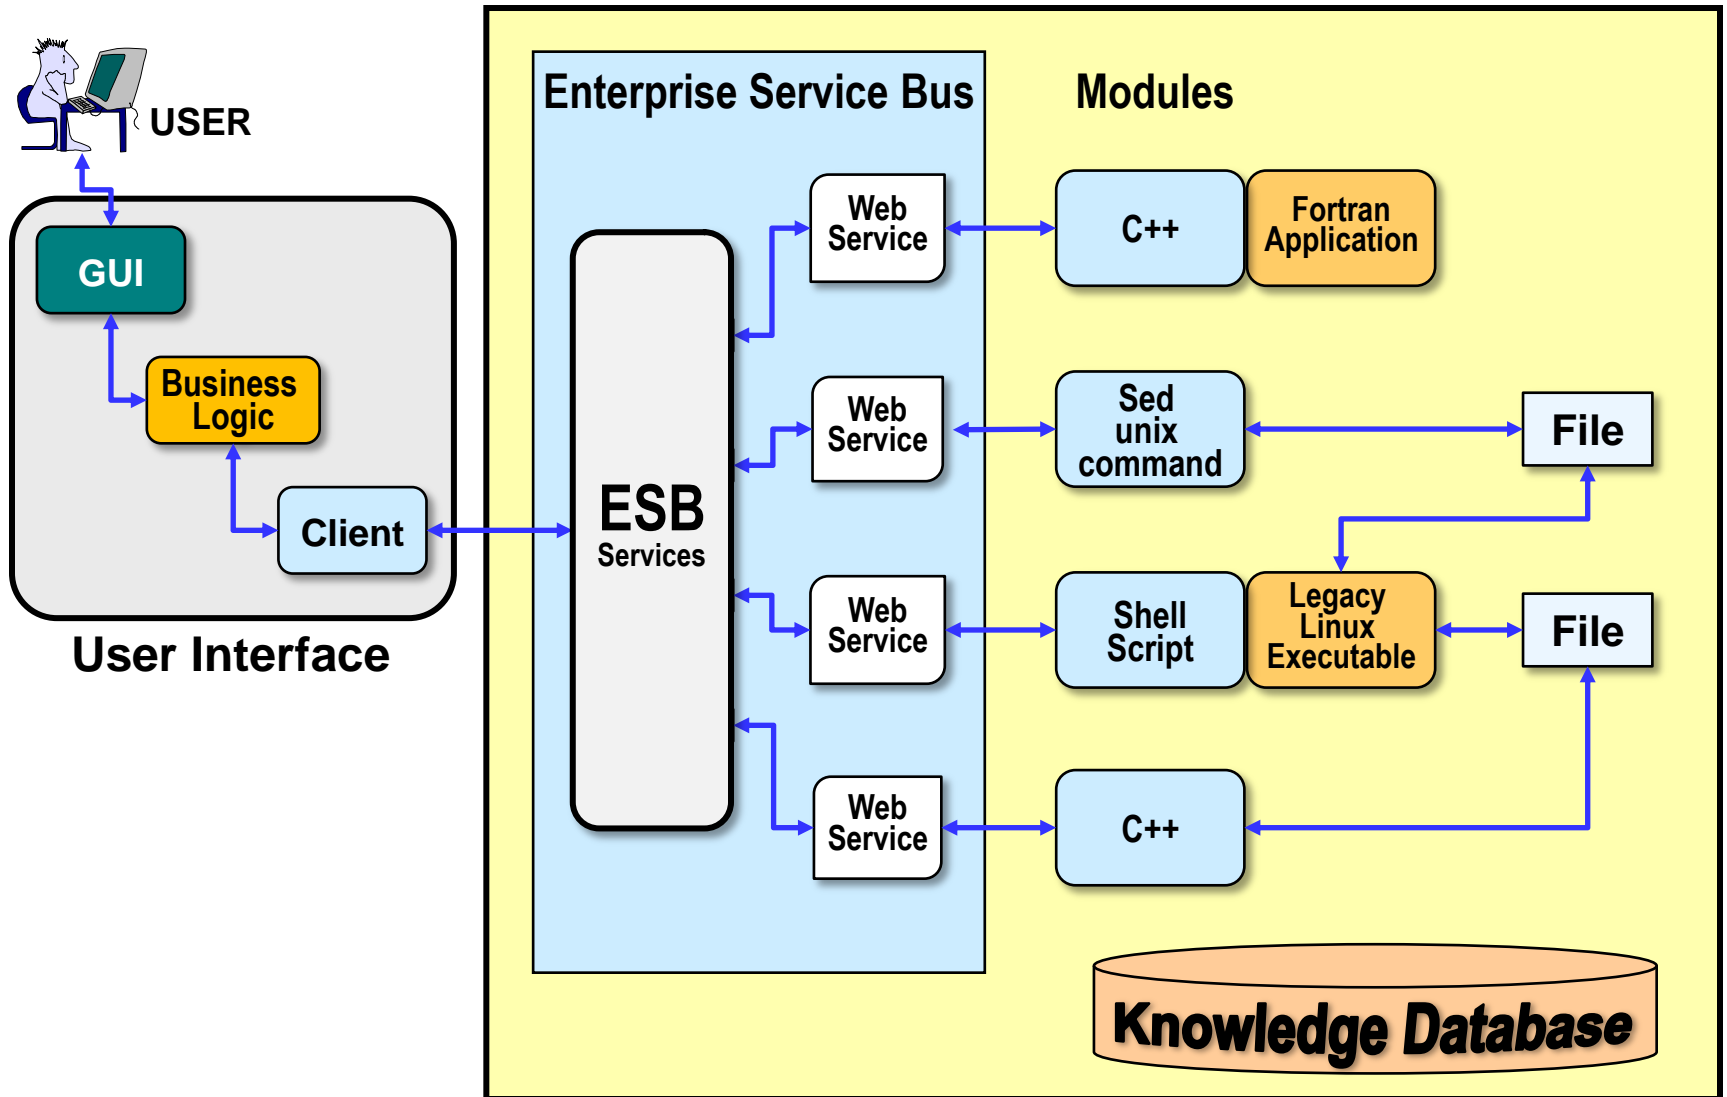 USER
GUI
Business
Logic
Client
User Interface
Enterprise Service Bus
ESB
Services
Web
Service
Web
Service
Web
Service
Web
Service
Modules
C++
Fortran
Application
Sed
unix
command
File
Shell
Script
Legacy
Linux
Executable
File
C++
Knowledge Database